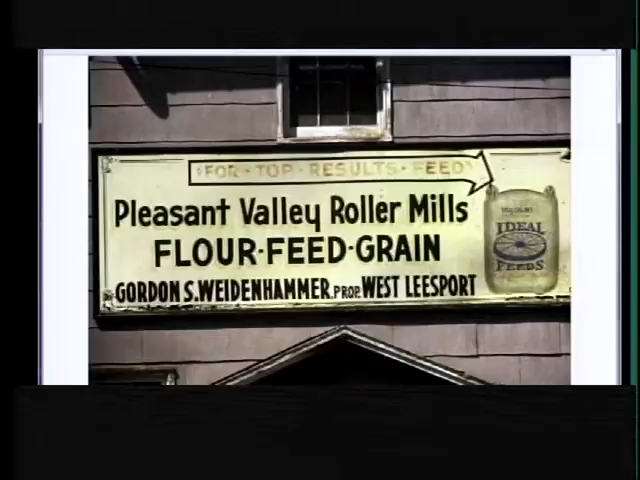 FOR · TOP · RESULTS · FEED
Pleasant Valley Roller Mills
FLOUR·FEED·GRAIN
GORDON S. WEIDENHAMMER, PROP. WEST LEESPORT
IDEAL
FEEDS